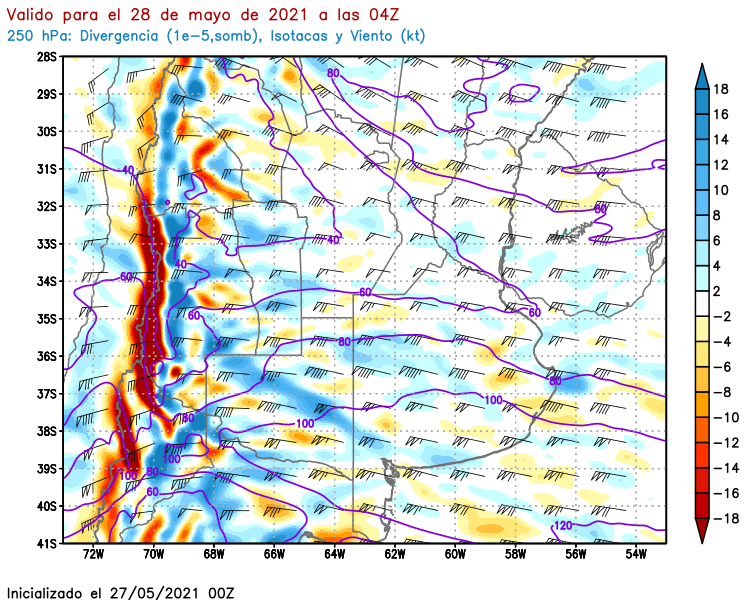 Valido para el 28 de mayo de 2021 a las 04Z
250 hPa: Divergencia (1e−5,somb), Isotacas y Viento (kt)
28S
29S
30S
31S
32S
33S
34S
35S
36S
37S
38S
39S
40S
41S
72W
70W
68W
66W
64W
62W
60W
58W
56W
54W
80
40
60
40
40
60
60
60
60
80
80
100
80
100
100
100
80
60
120
18
16
14
12
10
8
6
4
2
−2
−4
−6
−8
−10
−12
−14
−16
−18
Inicializado el 27/05/2021 00Z